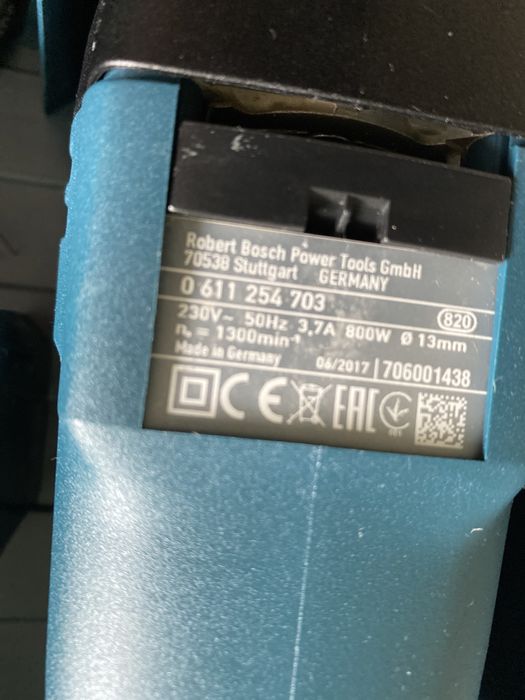 Robert Bosch Power Tools GmbH
70538 Stuttgart GERMANY
0 611 254 703
820
230V~ 50Hz 3,7A 800W Ø 13mm
n₀ = 1300min⁻¹
Made in Germany 06/2017 706001438
CE EAC
001